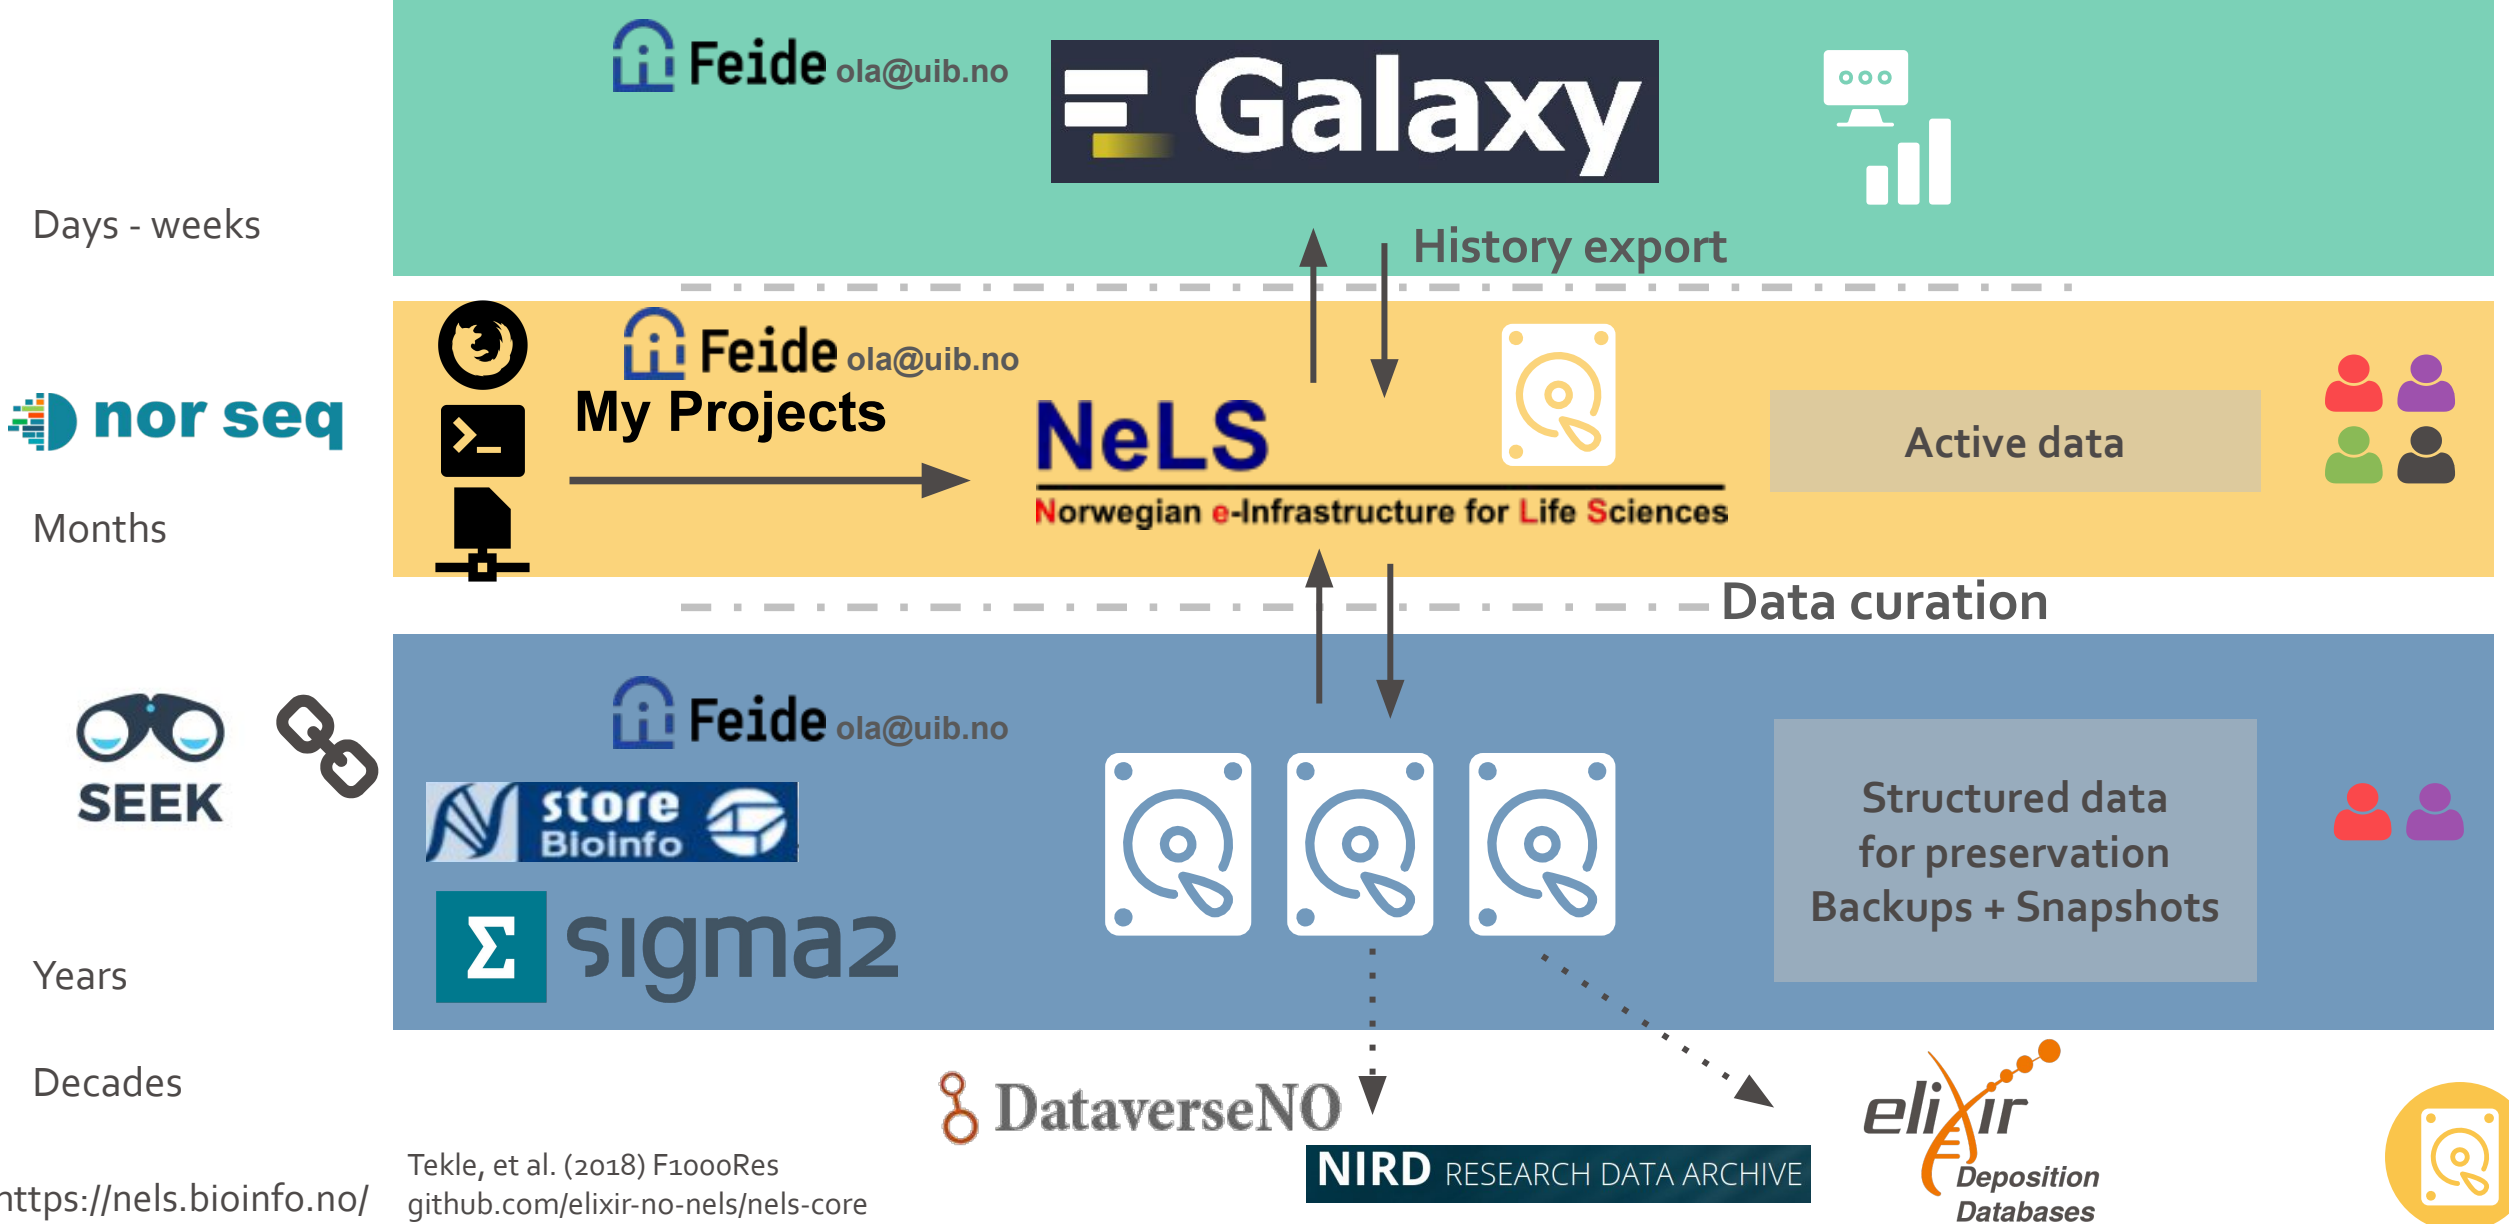 Feide ola@uib.no
Galaxy
Days - weeks
History export
Feide ola@uib.no
My Projects
nor seq
NeLS
Norwegian e-Infrastructure for Life Sciences
Active data
Months
Data curation
Feide ola@uib.no
SEEK
store
Bioinfo
Σ sigma2
Structured data
for preservation
Backups + Snapshots
Years
Decades
DataverseNO
NIRD RESEARCH DATA ARCHIVE
elixir
Deposition
Databases
Tekle, et al. (2018) F1000Res
github.com/elixir-no-nels/nels-core
https://nels.bioinfo.no/